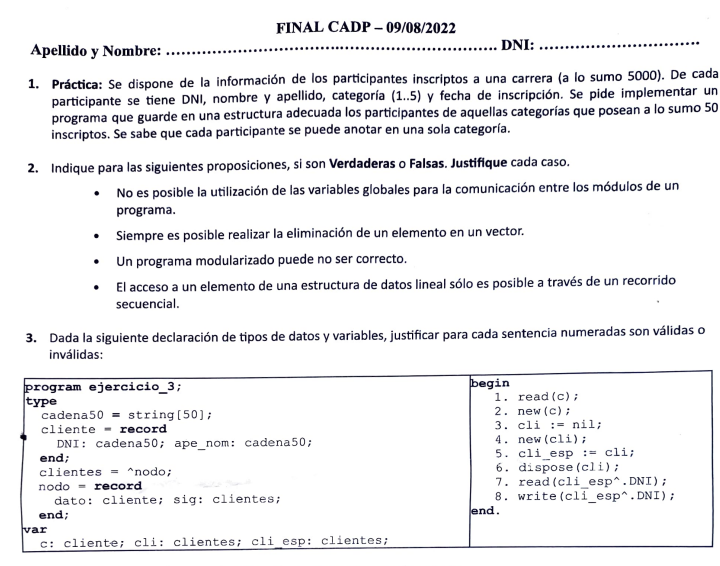 FINAL CADP – 09/08/2022
Apellido y Nombre: ................................................................ DNI: ..............................
1. Práctica: Se dispone de la información de los participantes inscriptos a una carrera (a lo sumo 5000). De cada
participante se tiene DNI, nombre y apellido, categoría (1..5) y fecha de inscripción. Se pide implementar un
programa que guarde en una estructura adecuada los participantes de aquellas categorías que posean a lo sumo 50
inscriptos. Se sabe que cada participante se puede anotar en una sola categoría.
2. Indique para las siguientes proposiciones, si son Verdaderas o Falsas. Justifique cada caso.
• No es posible la utilización de las variables globales para la comunicación entre los módulos de un
programa.
• Siempre es posible realizar la eliminación de un elemento en un vector.
• Un programa modularizado puede no ser correcto.
• El acceso a un elemento de una estructura de datos lineal sólo es posible a través de un recorrido
secuencial.
3. Dada la siguiente declaración de tipos de datos y variables, justificar para cada sentencia numeradas son válidas o
inválidas:
program ejercicio_3;
type
cadena50 = string[50];
cliente = record
DNI: cadena50; ape_nom: cadena50;
end;
clientes = ^nodo;
nodo = record
dato: cliente; sig: clientes;
end;
var
c: cliente; cli: clientes; cli_esp: clientes;
begin
1. read(c);
2. new(c);
3. cli := nil;
4. new(cli);
5. cli_esp := cli;
6. dispose(cli);
7. read(cli_esp^.DNI);
8. write(cli_esp^.DNI);
end.